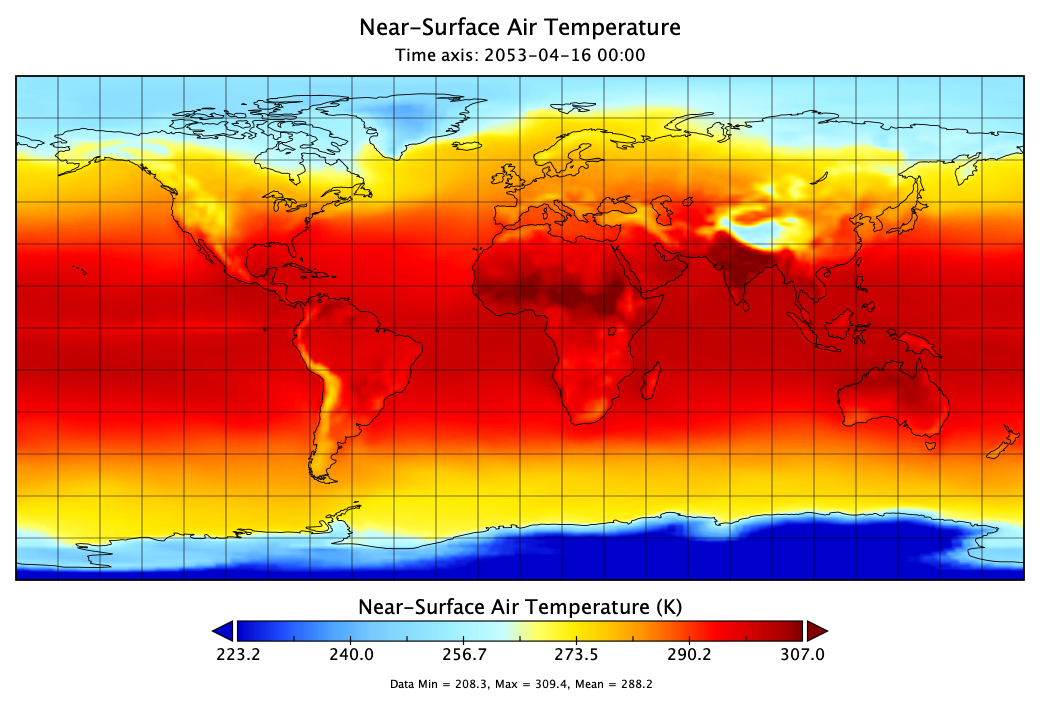 Near-Surface Air Temperature
Time axis: 2053-04-16 00:00
Near-Surface Air Temperature (K)
223.2 240.0 256.7 273.5 290.2 307.0
Data Min = 208.3, Max = 309.4, Mean = 288.2